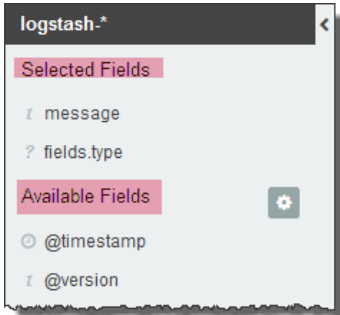 logstash-*
Selected Fields
t message
? fields.type
Available Fields
@timestamp
t @version